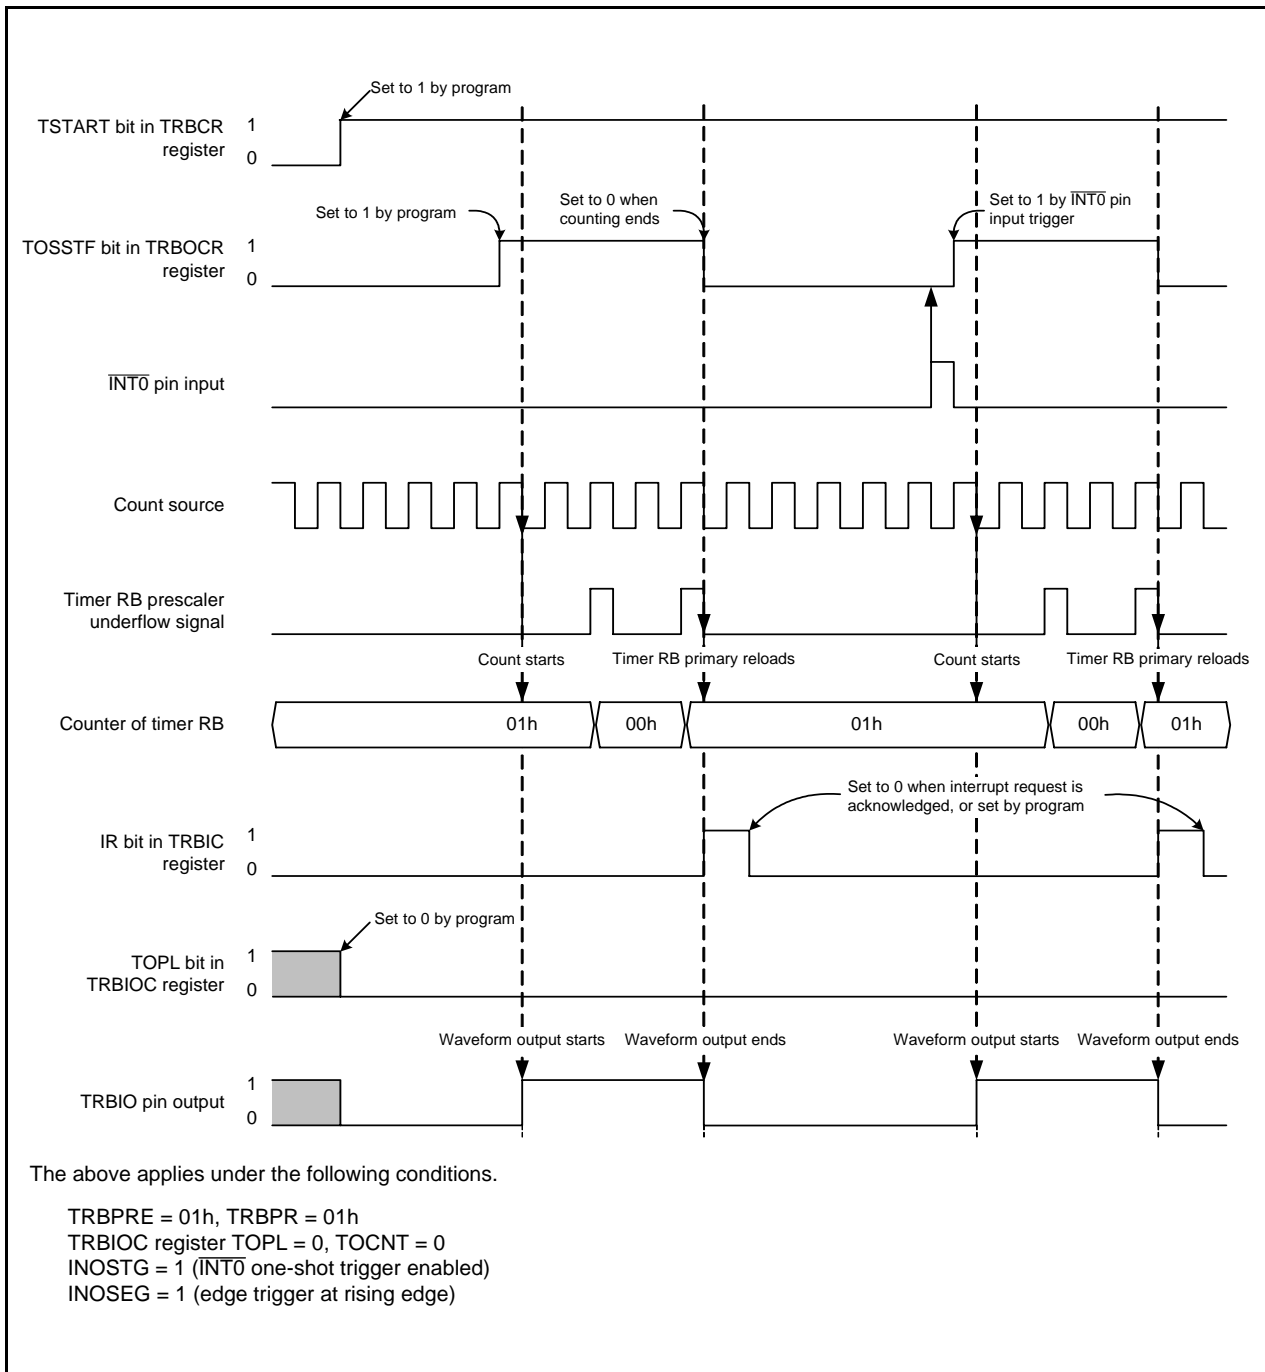 Set to 1 by program
TSTART bit in TRBCR
register
1
0
Set to 1 by program
Set to 0 when
counting ends
Set to 1 by INT0 pin
input trigger
TOSSTF bit in TRBOCR
register
1
0
INT0 pin input
Count source
Timer RB prescaler
underflow signal
Count starts
Timer RB primary reloads
Count starts
Timer RB primary reloads
Counter of timer RB
01h
00h
01h
00h
01h
Set to 0 when interrupt request is
acknowledged, or set by program
IR bit in TRBIC
register
1
0
Set to 0 by program
TOPL bit in
TRBIOC register
1
0
Waveform output starts
Waveform output ends
Waveform output starts
Waveform output ends
TRBIO pin output
1
0
The above applies under the following conditions.
TRBPRE = 01h, TRBPR = 01h
TRBIOC register TOPL = 0, TOCNT = 0
INOSTG = 1 (INT0 one-shot trigger enabled)
INOSEG = 1 (edge trigger at rising edge)